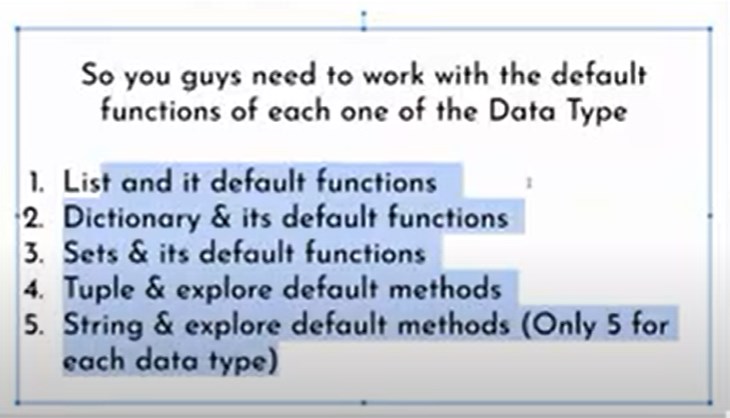 So you guys need to work with the default
functions of each one of the Data Type
1. List and it default functions
2. Dictionary & its default functions
3. Sets & its default functions
4. Tuple & explore default methods
5. String & explore default methods (Only 5 for
each data type)